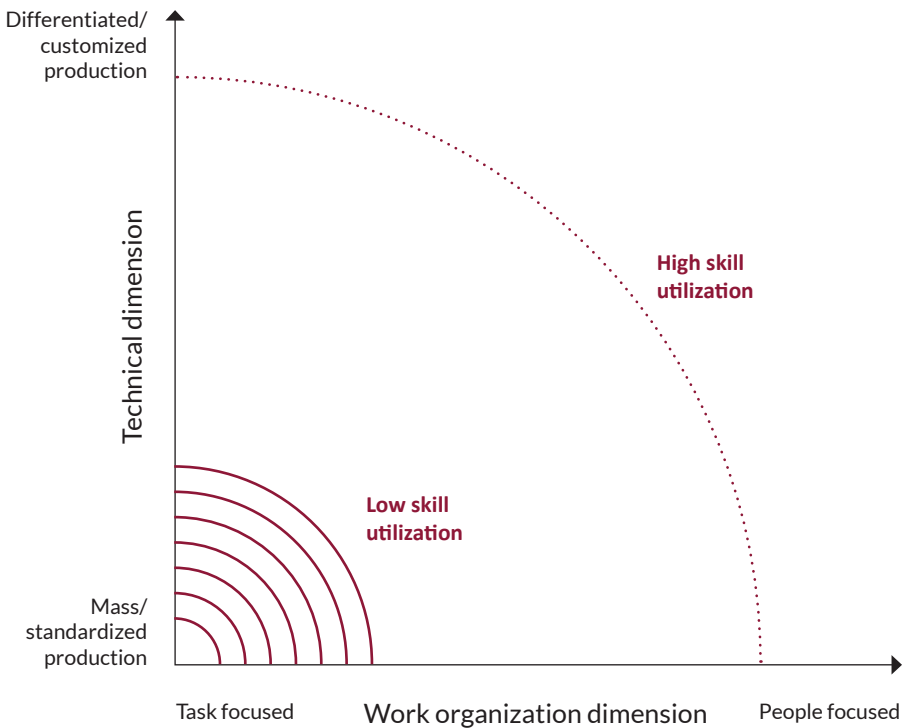 Differentiated/
customized
production
Technical dimension
High skill
utilization
Low skill
utilization
Mass/
standardized
production
Task focused
Work organization dimension
People focused